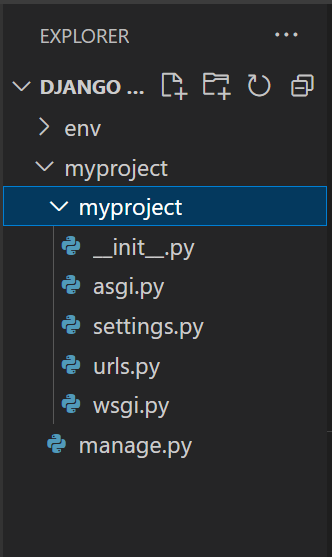 EXPLORER
DJANGO ...
env
myproject
myproject
__init__.py
asgi.py
settings.py
urls.py
wsgi.py
manage.py